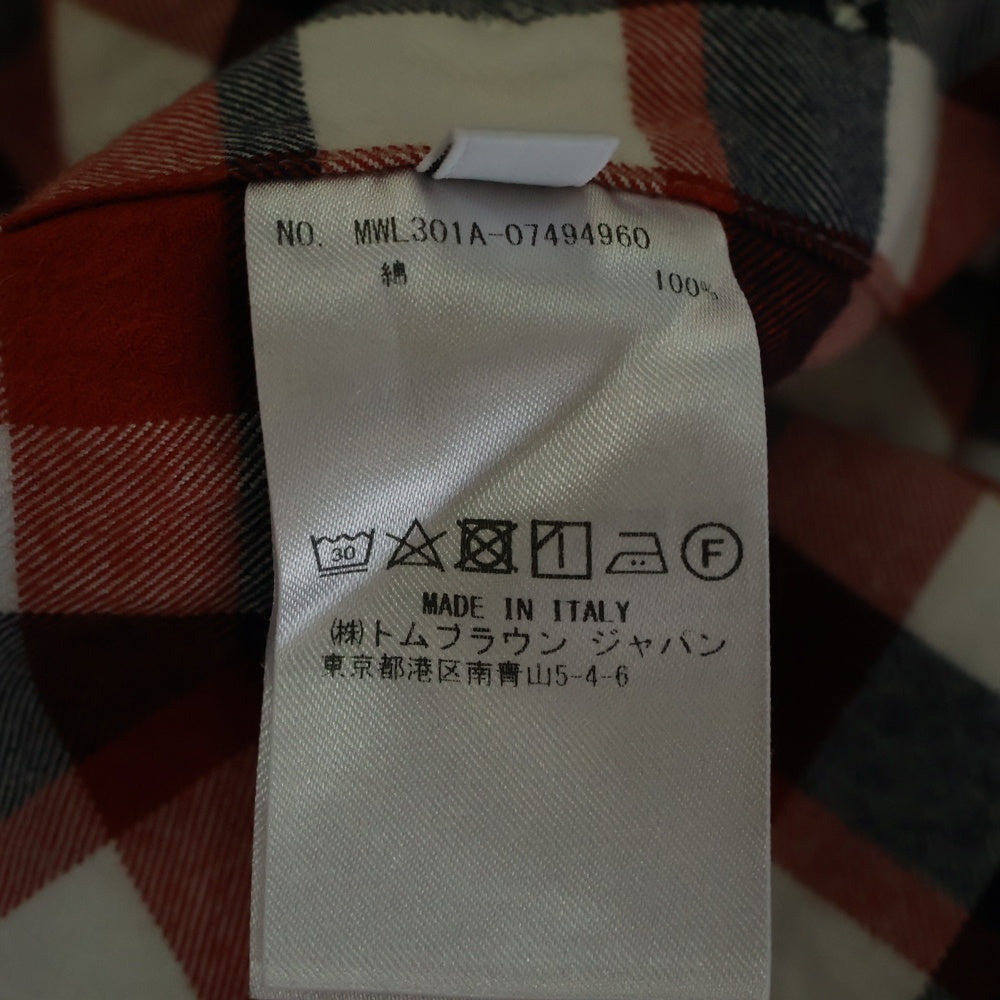 NO. MWL301A-07494960
綿 100%
30 F
MADE IN ITALY
(株)トムブラウン ジャパン
東京都港区南青山5-4-6